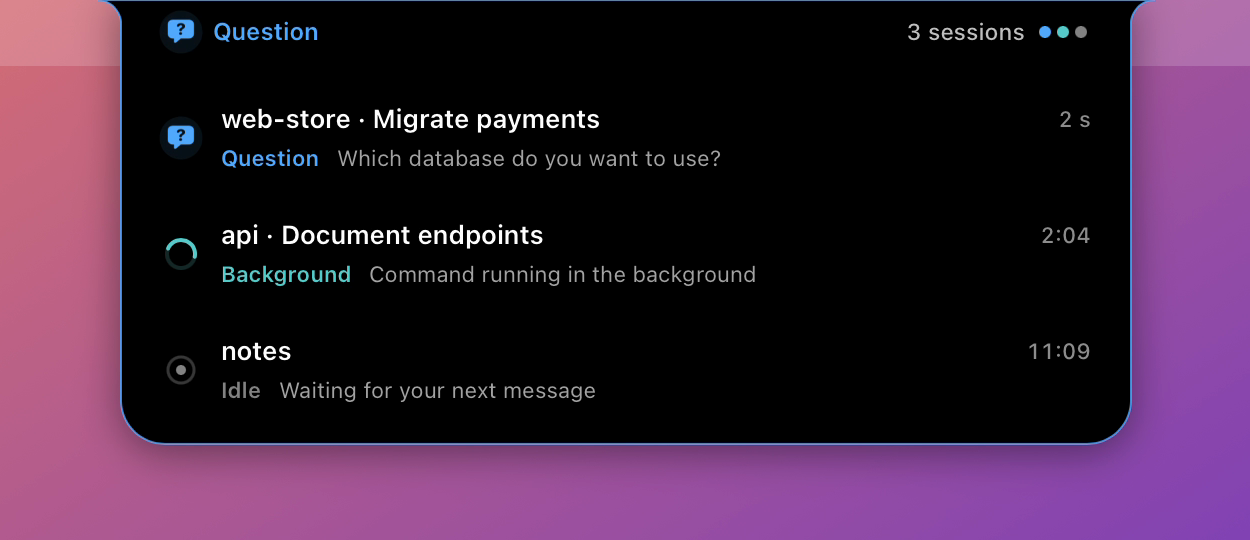 Question
3 sessions
web-store · Migrate payments
2 s
Question Which database do you want to use?
api · Document endpoints
2:04
Background Command running in the background
notes
11:09
Idle Waiting for your next message